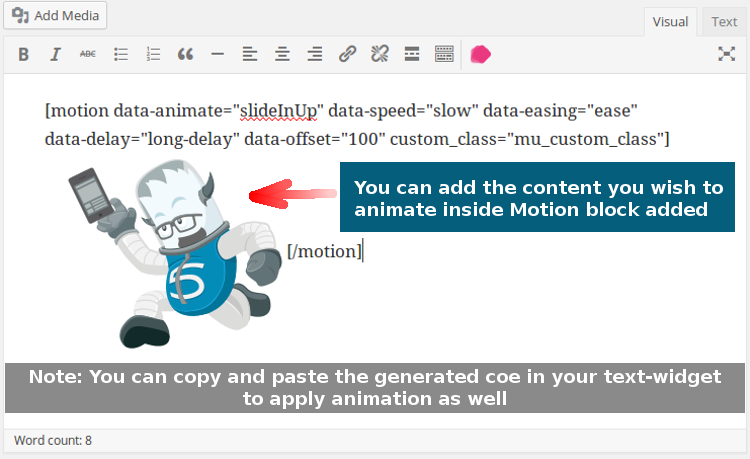 Add Media
Visual Text
B I ABC
[motion data-animate="slideInUp" data-speed="slow" data-easing="ease"
data-delay="long-delay" data-offset="100" custom_class="mu_custom_class"]
You can add the content you wish to
animate inside Motion block added
S
[/motion]
Note: You can copy and paste the generated coe in your text-widget
to apply animation as well
Word count: 8